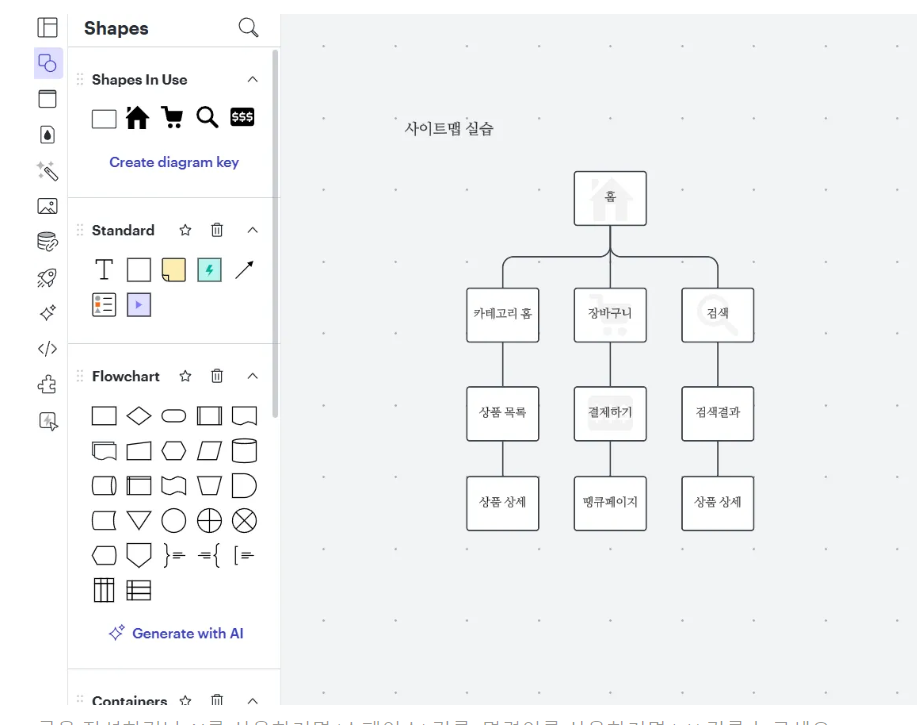 Shapes
Shapes In Use
$$$
Create diagram key
Standard
T
Flowchart
Generate with AI
Containers
사이트맵 실습
홈
카테고리 홈
장바구니
검색
상품 목록
결제하기
검색결과
상품 상세
땡큐페이지
상품 상세